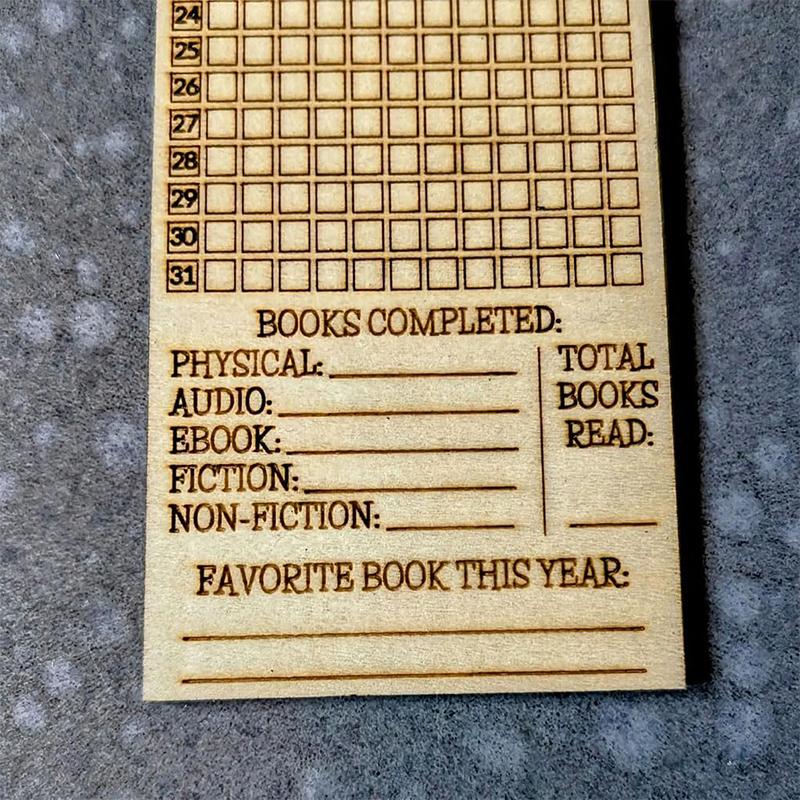 24
25
26
27
28
29
30
31
BOOKS COMPLETED:
PHYSICAL:
AUDIO:
EBOOK:
FICTION:
NON-FICTION:
TOTAL
BOOKS
READ:
FAVORITE BOOK THIS YEAR: